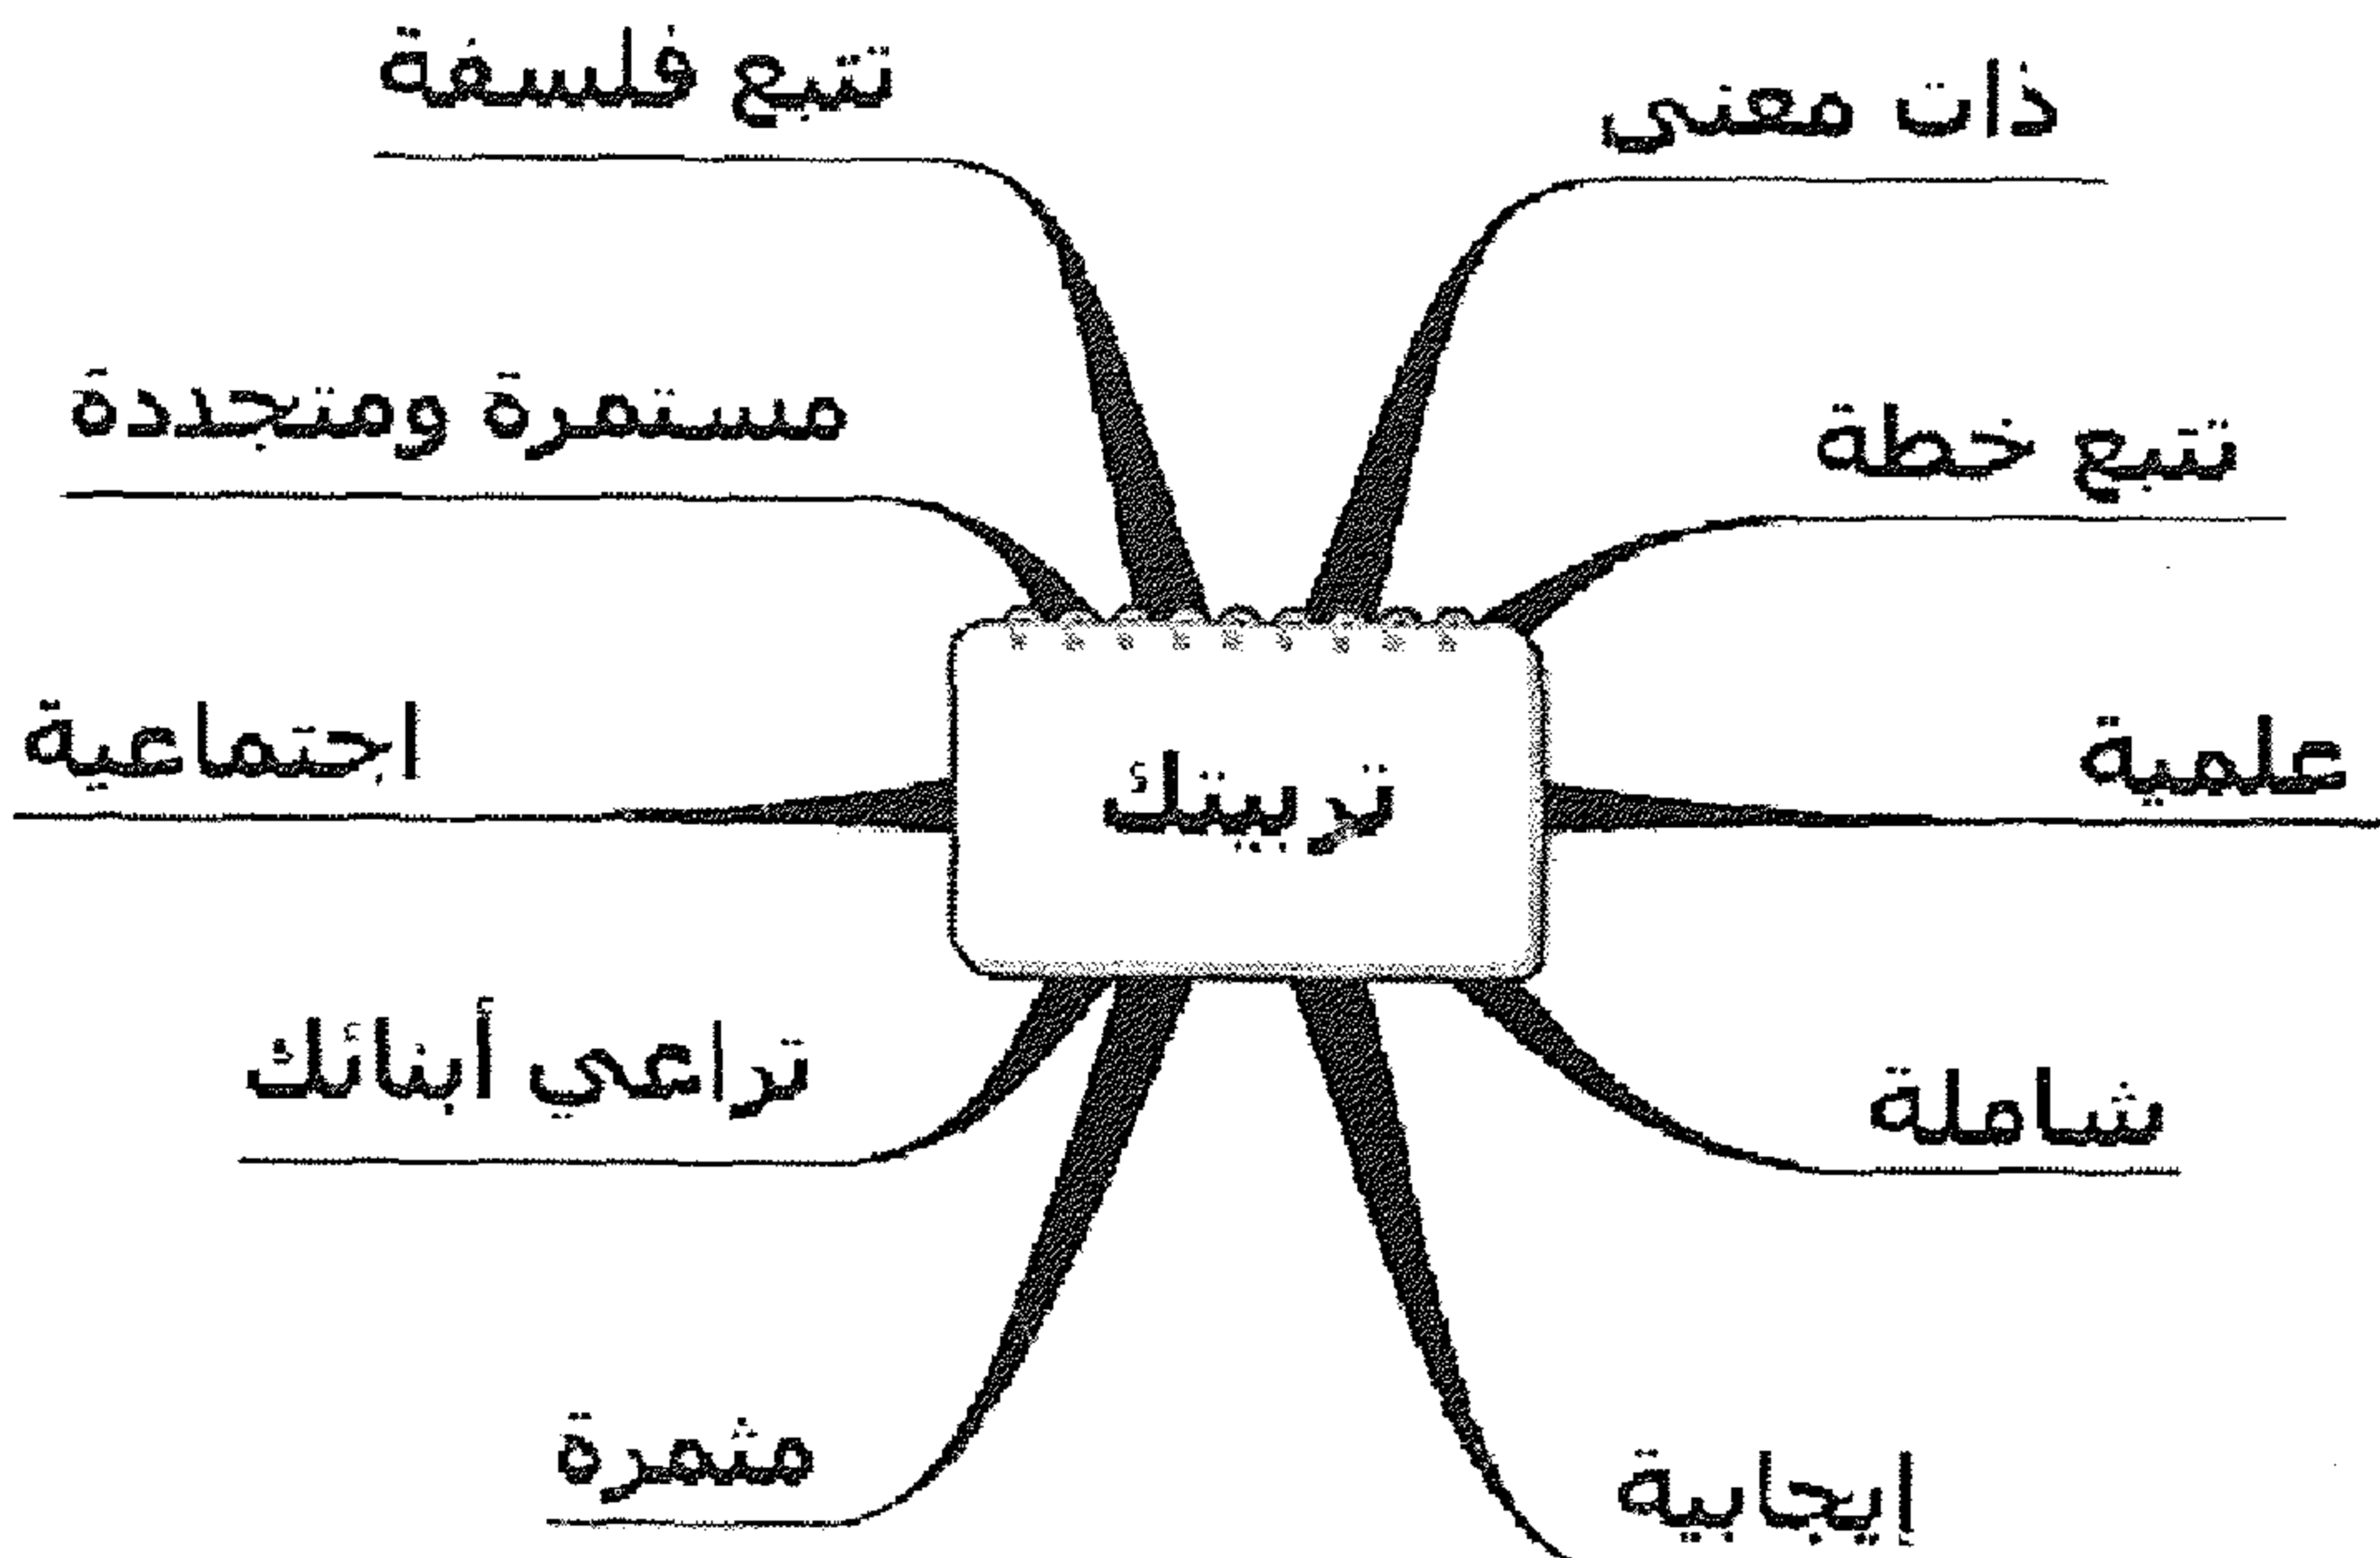 ذات معنى
تتبع خطة
علمية
شاملة
إيجابية
تربيتك
تتبع فلسفة
مستمرة ومتجددة
اجتماعية
تراعي أبنائك
مثمرة